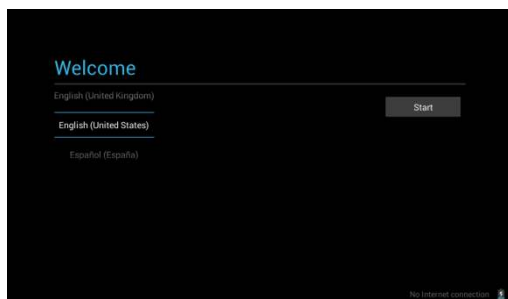 Welcome
English (United Kingdom)
Start
English (United States)
Español (España)
No Internet connection